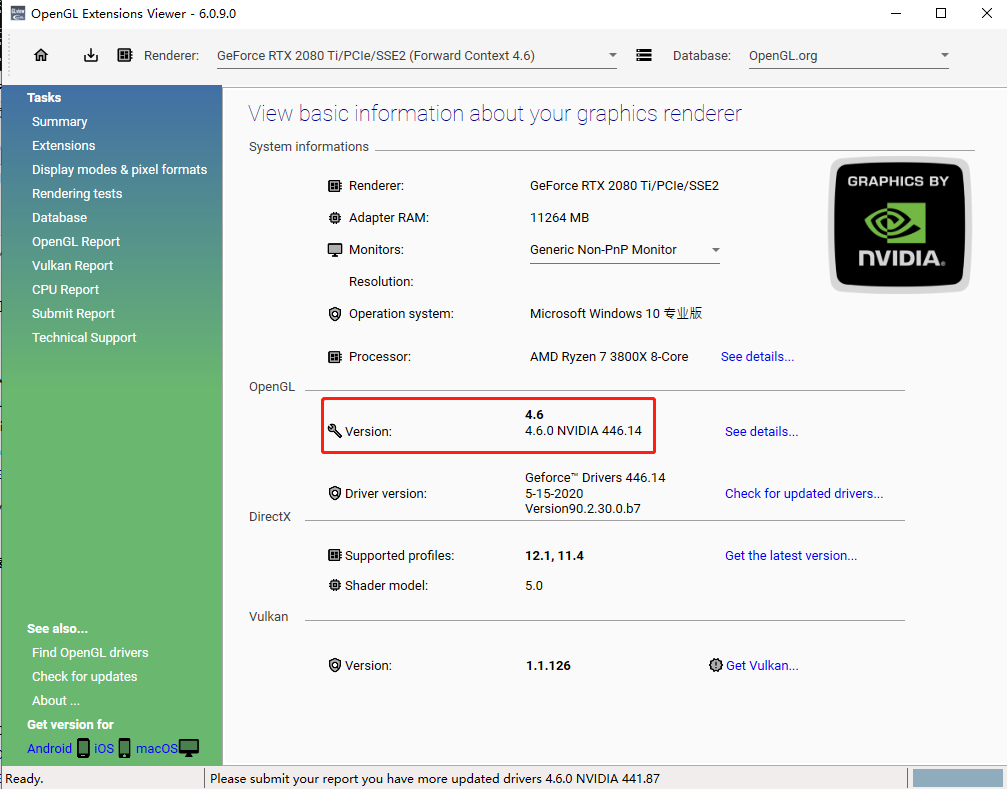 OpenGL Extensions Viewer - 6.0.9.0
Renderer: GeForce RTX 2080 Ti/PCIe/SSE2 (Forward Context 4.6) Database: OpenGL.org
Tasks
Summary
Extensions
Display modes & pixel formats
Rendering tests
Database
OpenGL Report
Vulkan Report
CPU Report
Submit Report
Technical Support
See also...
Find OpenGL drivers
Check for updates
About ...
Get version for
Android iOS macOS
View basic information about your graphics renderer
System informations
Renderer: GeForce RTX 2080 Ti/PCIe/SSE2
Adapter RAM: 11264 MB
Monitors: Generic Non-PnP Monitor
Resolution:
Operation system: Microsoft Windows 10 专业版
Processor: AMD Ryzen 7 3800X 8-Core See details...
GRAPHICS BY
NVIDIA.
OpenGL
4.6
Version: 4.6.0 NVIDIA 446.14 See details...
Geforce™ Drivers 446.14
Driver version: 5-15-2020 Check for updated drivers...
Version90.2.30.0.b7
DirectX
Supported profiles: 12.1, 11.4 Get the latest version...
Shader model: 5.0
Vulkan
Version: 1.1.126 Get Vulkan...
Ready. Please submit your report you have more updated drivers 4.6.0 NVIDIA 441.87